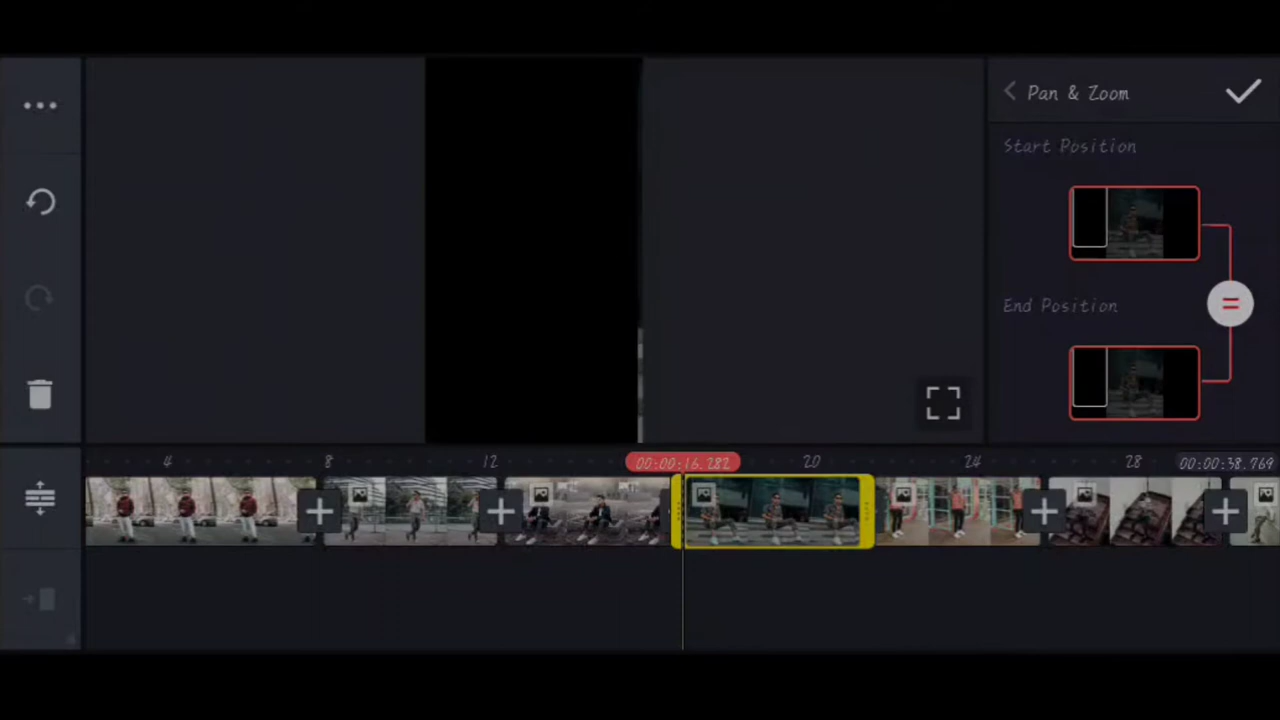 Pan & Zoom
Start Position
End Position
4
8
12
00:00:16.282
20
24
28
00:00:38.769